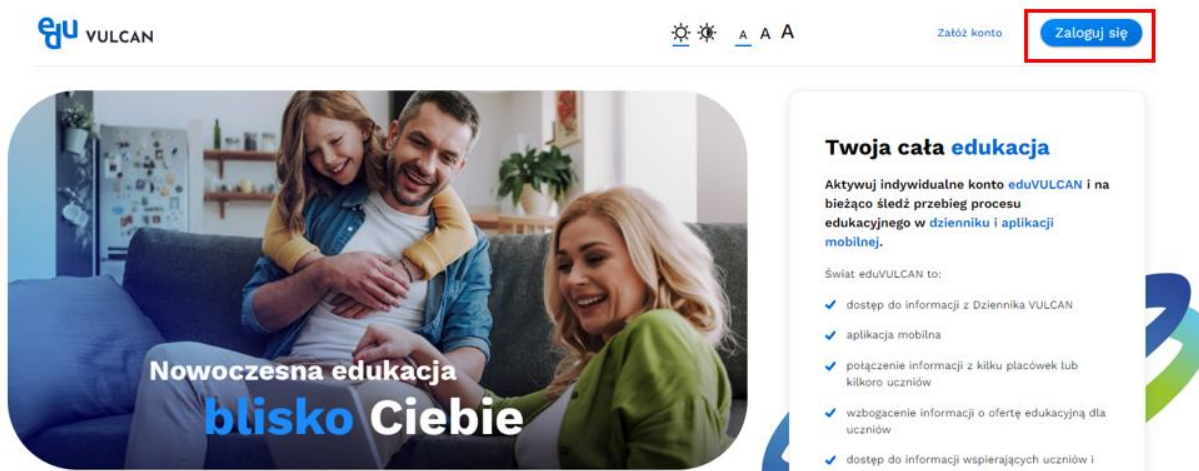 edu VULCAN
A A A
Załóż konto
Zaloguj się
Nowoczesna edukacja
blisko Ciebie
Twoja cała edukacja
Aktywuj indywidualne konto eduVULCAN i na
bieżąco śledź przebieg procesu
edukacyjnego w dzienniku i aplikacji
mobilnej.
Świat eduVULCAN to:
dostęp do informacji z Dziennika VULCAN
aplikacja mobilna
połączenie informacji z kilku placówek lub
kilkoro uczniów
wzbogacenie informacji o ofertę edukacyjną dla
uczniów
dostęp do informacji wspierających uczniów i